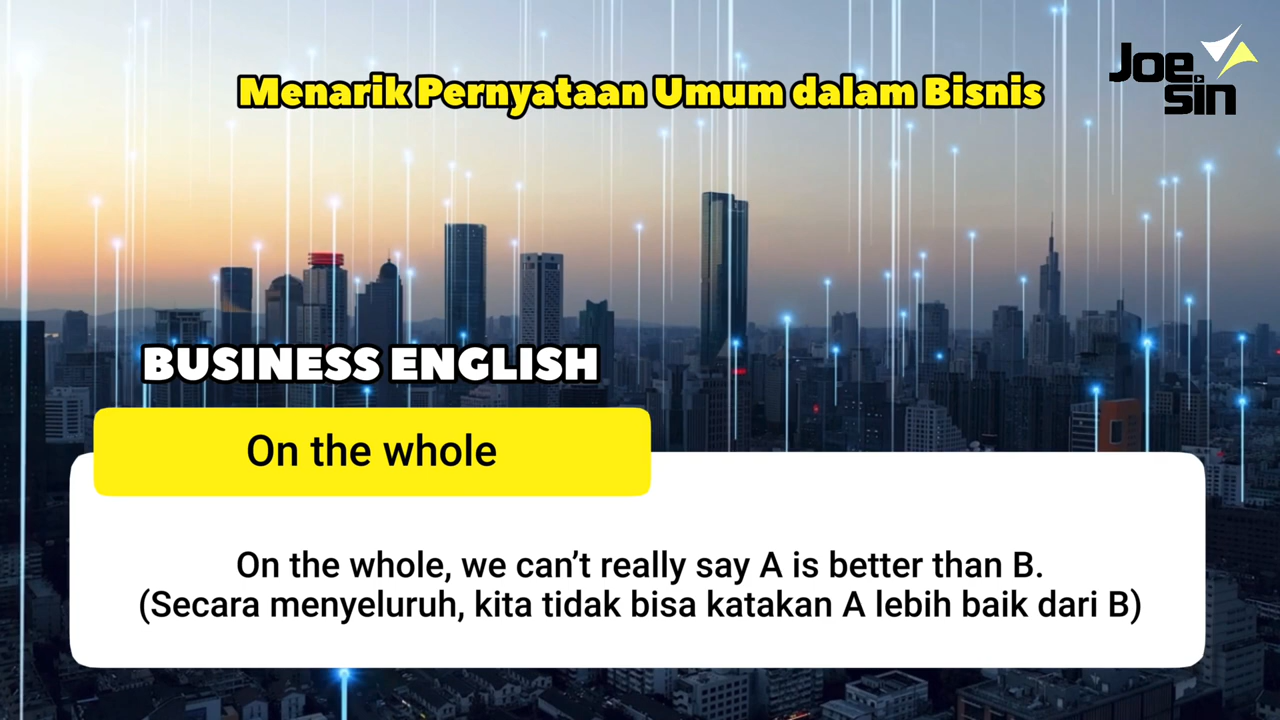 Menarik Pernyataan Umum dalam Bisnis
Joe.
sin
BUSINESS ENGLISH
On the whole
On the whole, we can’t really say A is better than B.
(Secara menyeluruh, kita tidak bisa katakan A lebih baik dari B)